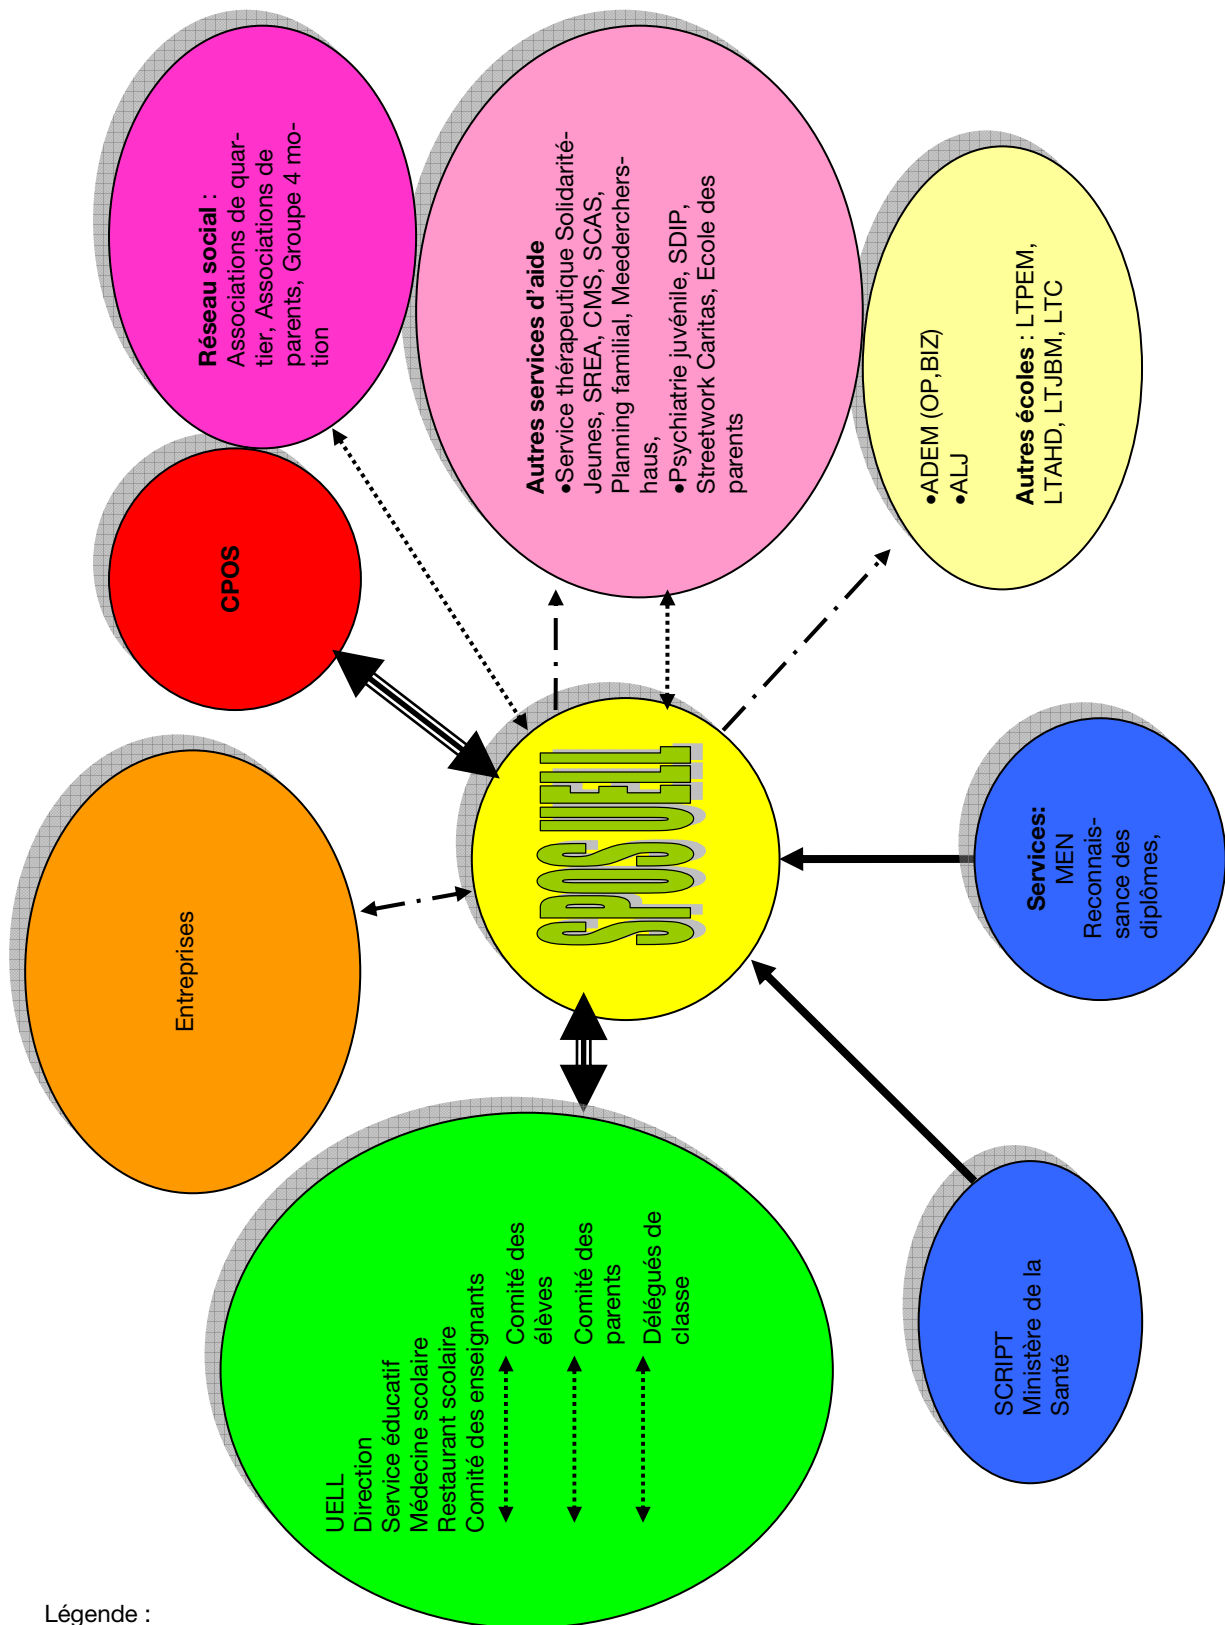 UELL
Direction
Service éducatif
Médecine scolaire
Restaurant scolaire
Comité des enseignants
Comité des
élèves
Comité des
parents
Délégués de
classe
Entreprises
CPOS
Réseau social :
Associations de quar-
tier, Associations de
parents, Groupe 4 mo-
tion
SPOS UELL
Autres services d’aide
•Service thérapeutique Solidarité-
Jeunes, SREA, CMS, SCAS,
Planning familial, Meederchers-
haus,
•Psychiatrie juvénile, SDIP,
Streetwork Caritas, Ecole des
parents
•ADEM (OP,BIZ)
•ALJ
Autres écoles : LTPEM,
LTAHD, LTJBM, LTC
SCRIPT
Ministère de la
Santé
Services:
MEN
Reconnais-
sance des
diplômes,
Légende :